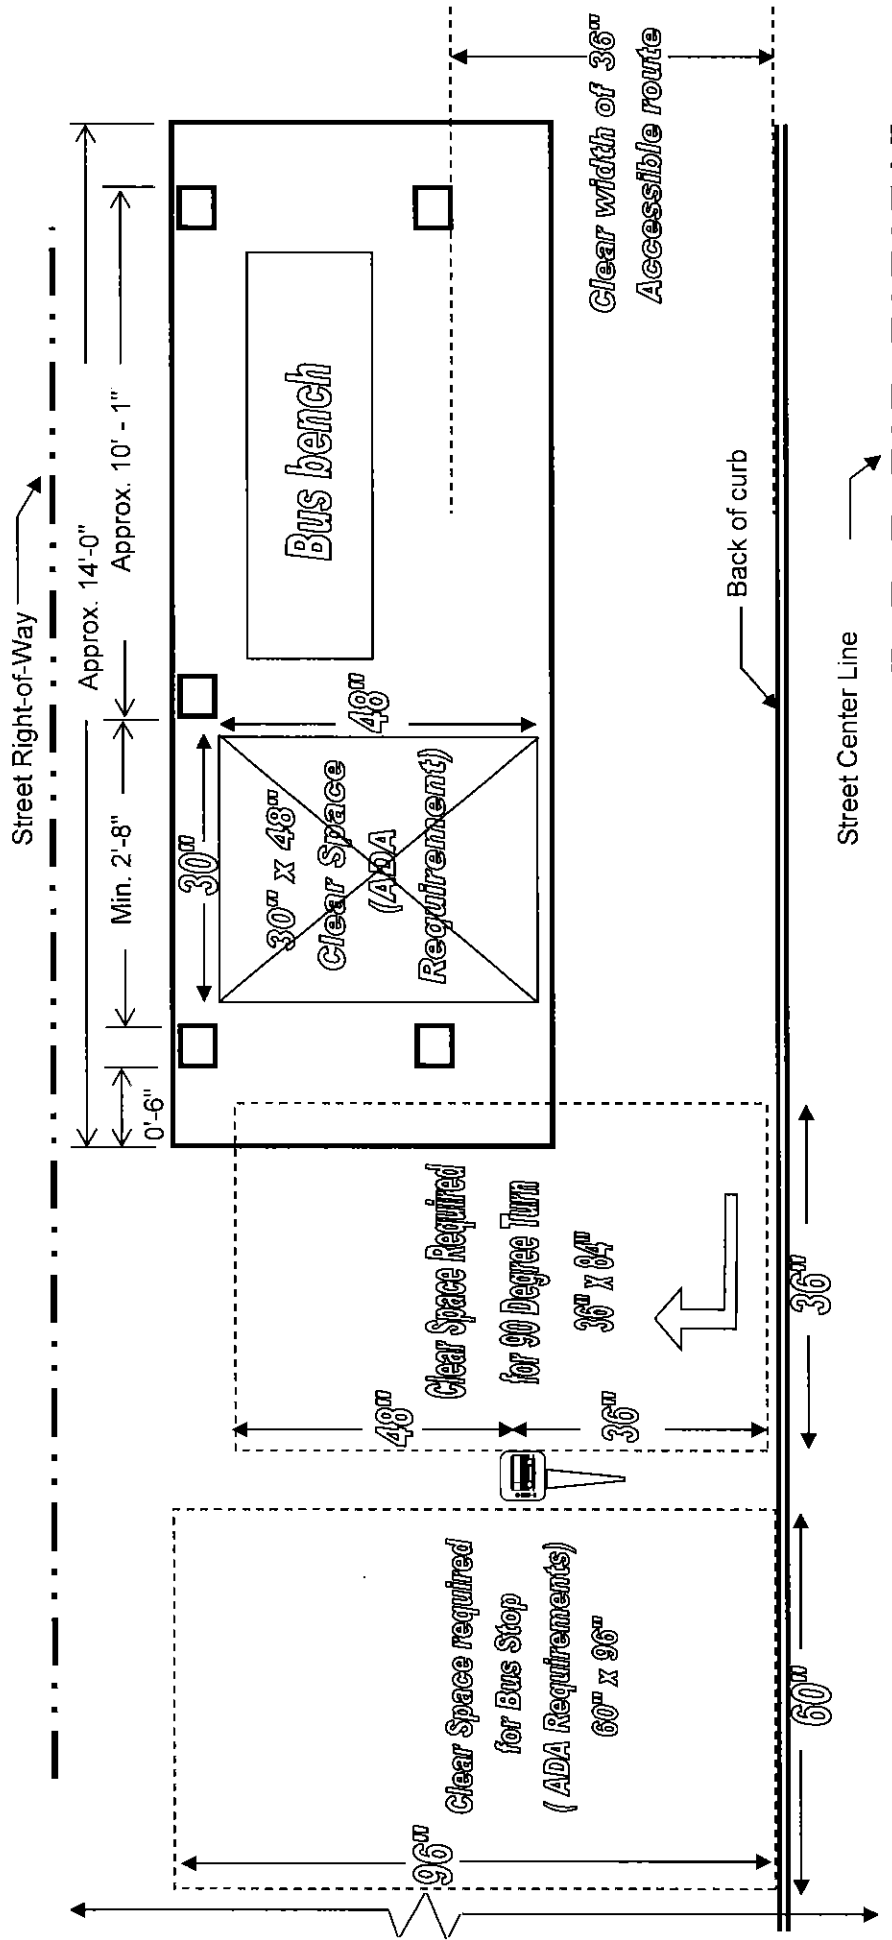 Street Right-of-Way
Approx. 14'-0"
Approx. 10' - 1"
Min. 2'-8"
0'-6"
30"
48"
30" x 48"
Clear Space
(ADA
Requirement)
Bus bench
Clear width of 36"
Accessible route
Clear Space Required
for 90 Degree Turn
36" x 84"
48"
36"
36"
Clear Space required
for Bus Stop
( ADA Requirements)
60" x 96"
96"
60"
Back of curb
Street Center Line